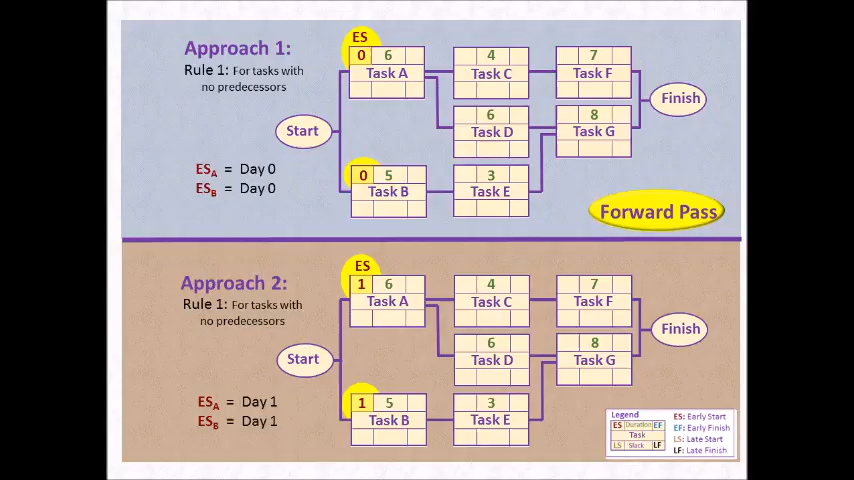 Approach 1:
Rule 1: For tasks with
no predecessors
ES
0 6
Task A
4
Task C
7
Task F
Start
6
Task D
8
Task G
Finish
ESA = Day 0
ESB = Day 0
0 5
Task B
3
Task E
Forward Pass
Approach 2:
Rule 1: For tasks with
no predecessors
ES
1 6
Task A
4
Task C
7
Task F
Start
6
Task D
8
Task G
Finish
ESA = Day 1
ESB = Day 1
1 5
Task B
3
Task E
Legend
ES Duration EF
Task
LS Slack LF
ES: Early Start
EF: Early Finish
LS: Late Start
LF: Late Finish